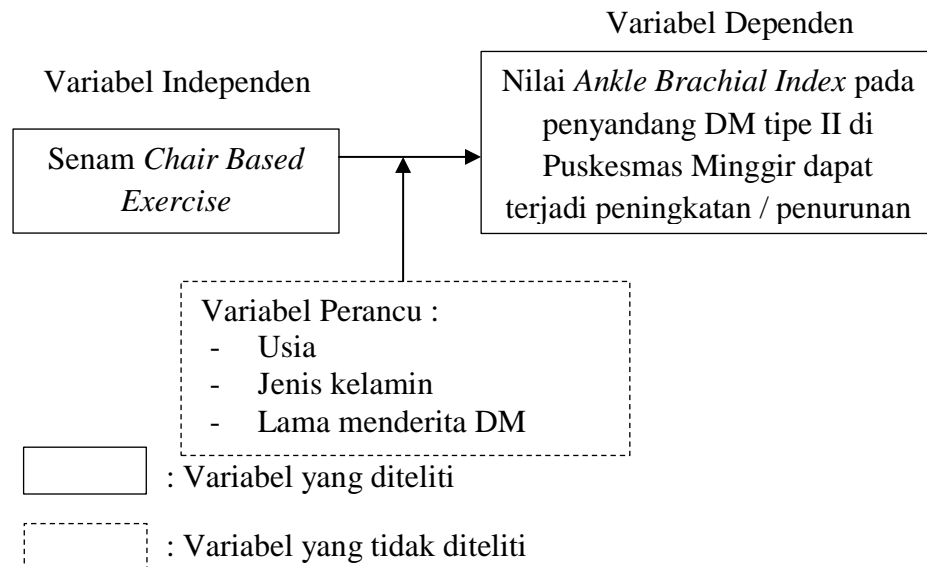 Variabel Dependen
Variabel Independen
Nilai Ankle Brachial Index pada
penyandang DM tipe II di
Puskesmas Minggir dapat
terjadi peningkatan / penurunan
Senam Chair Based
Exercise
Variabel Perancu :
- Usia
- Jenis kelamin
- Lama menderita DM
: Variabel yang diteliti
: Variabel yang tidak diteliti